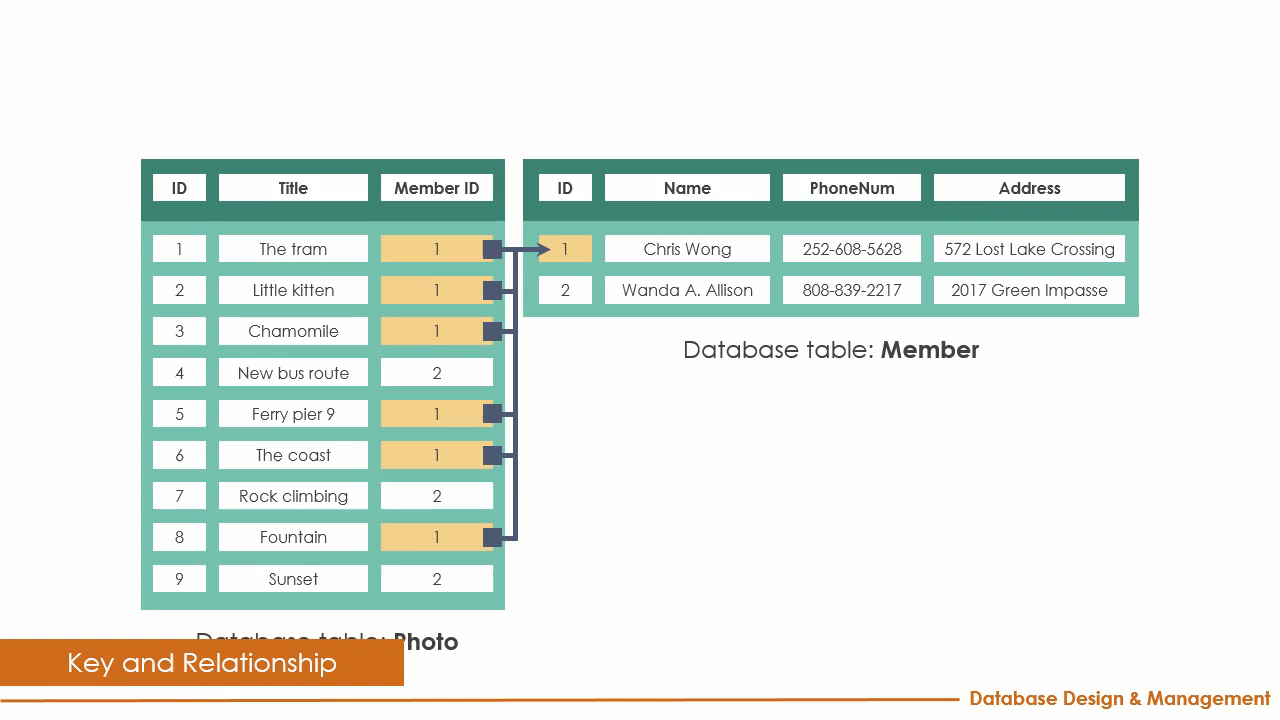 ID Title Member ID
1 The tram 1
2 Little kitten 1
3 Chamomile 1
4 New bus route 2
5 Ferry pier 9 1
6 The coast 1
7 Rock climbing 2
8 Fountain 1
9 Sunset 2
Database table: Photo
ID Name PhoneNum Address
1 Chris Wong 252-608-5628 572 Lost Lake Crossing
2 Wanda A. Allison 808-839-2217 2017 Green Impasse
Database table: Member
Key and Relationship
Database Design & Management